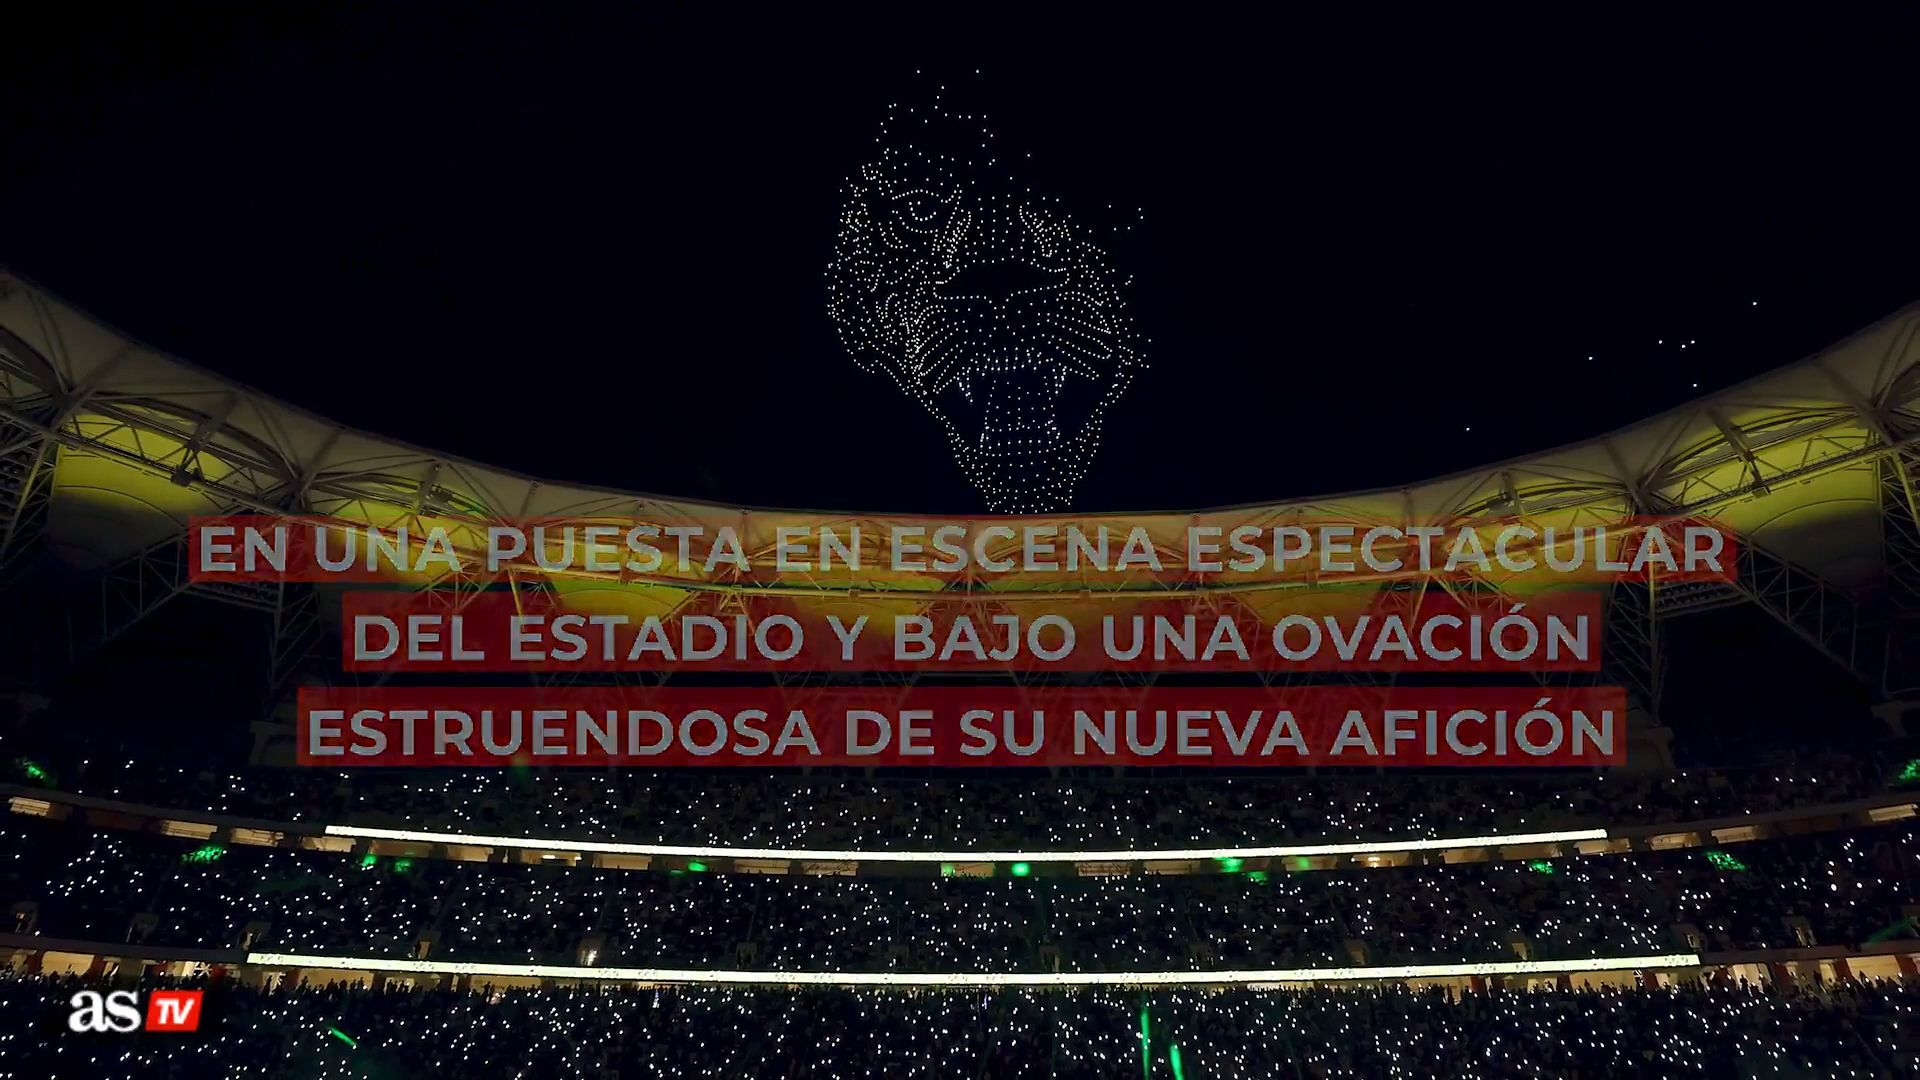 EN UNA PUESTA EN ESCENA ESPECTACULAR
DEL ESTADIO Y BAJO UNA OVACIÓN
ESTRUENDOSA DE SU NUEVA AFICIÓN
as TV